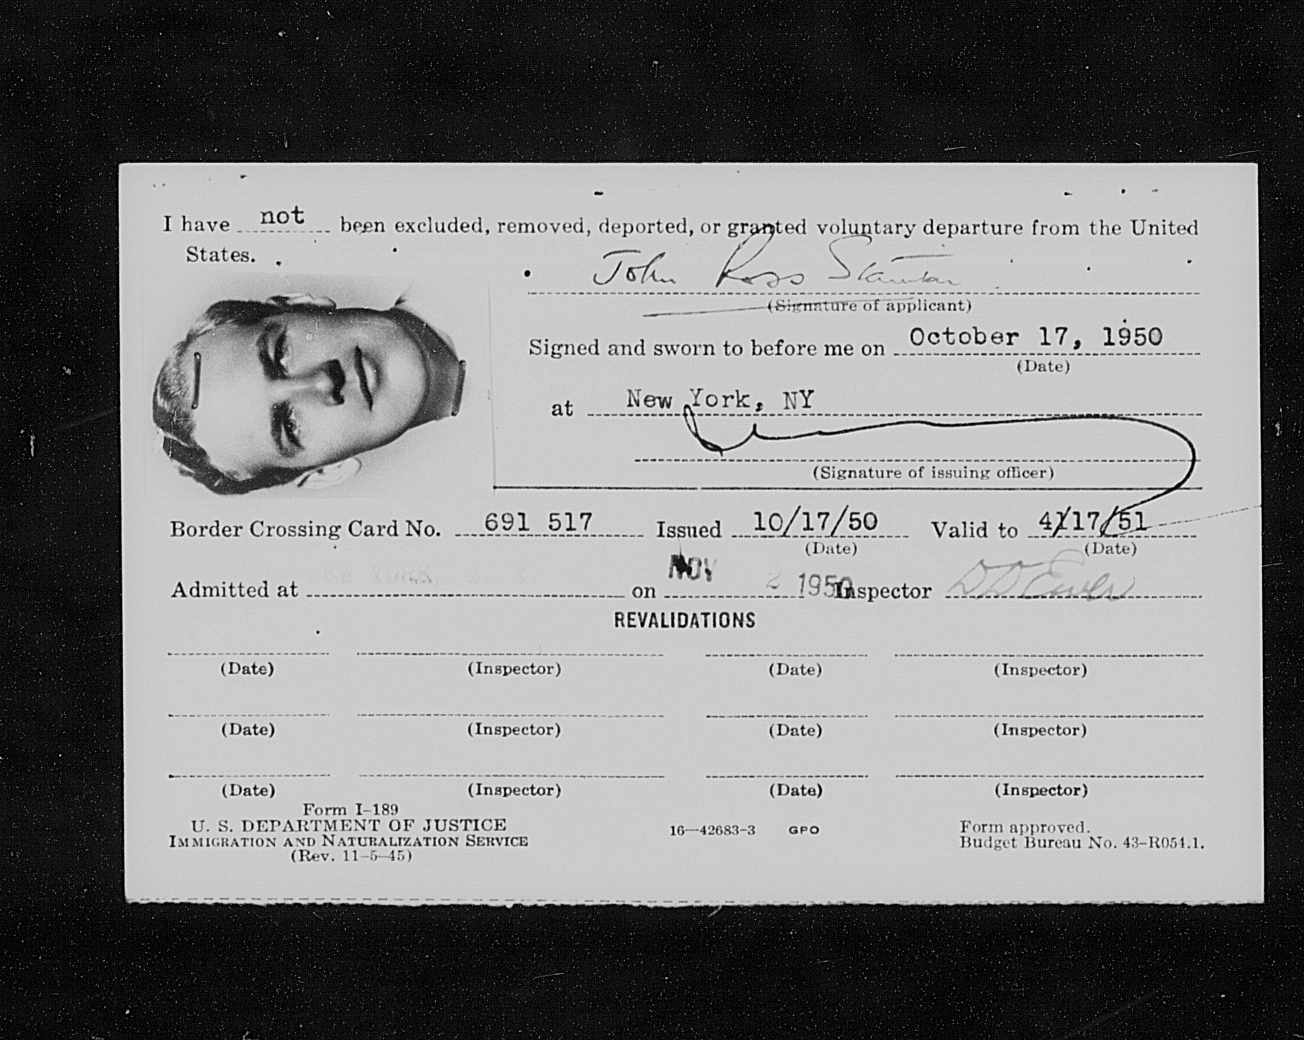 I have not been excluded, removed, deported, or granted voluntary departure from the United
States.
John Ross Stanton
(Signature of applicant)
Signed and sworn to before me on October 17, 1950
(Date)
at New York, NY
(Signature of issuing officer)
Border Crossing Card No. 691 517 Issued 10/17/50 Valid to 4/17/51
(Date) (Date)
Admitted at on NOV 2 1950 Inspector
REVALIDATIONS
(Date) (Inspector) (Date) (Inspector)
(Date) (Inspector) (Date) (Inspector)
(Date) (Inspector) (Date) (Inspector)
Form I-189
U. S. DEPARTMENT OF JUSTICE
IMMIGRATION AND NATURALIZATION SERVICE
(Rev. 11-5-45)
16—42683-3 GPO
Form approved.
Budget Bureau No. 43-R054.1.